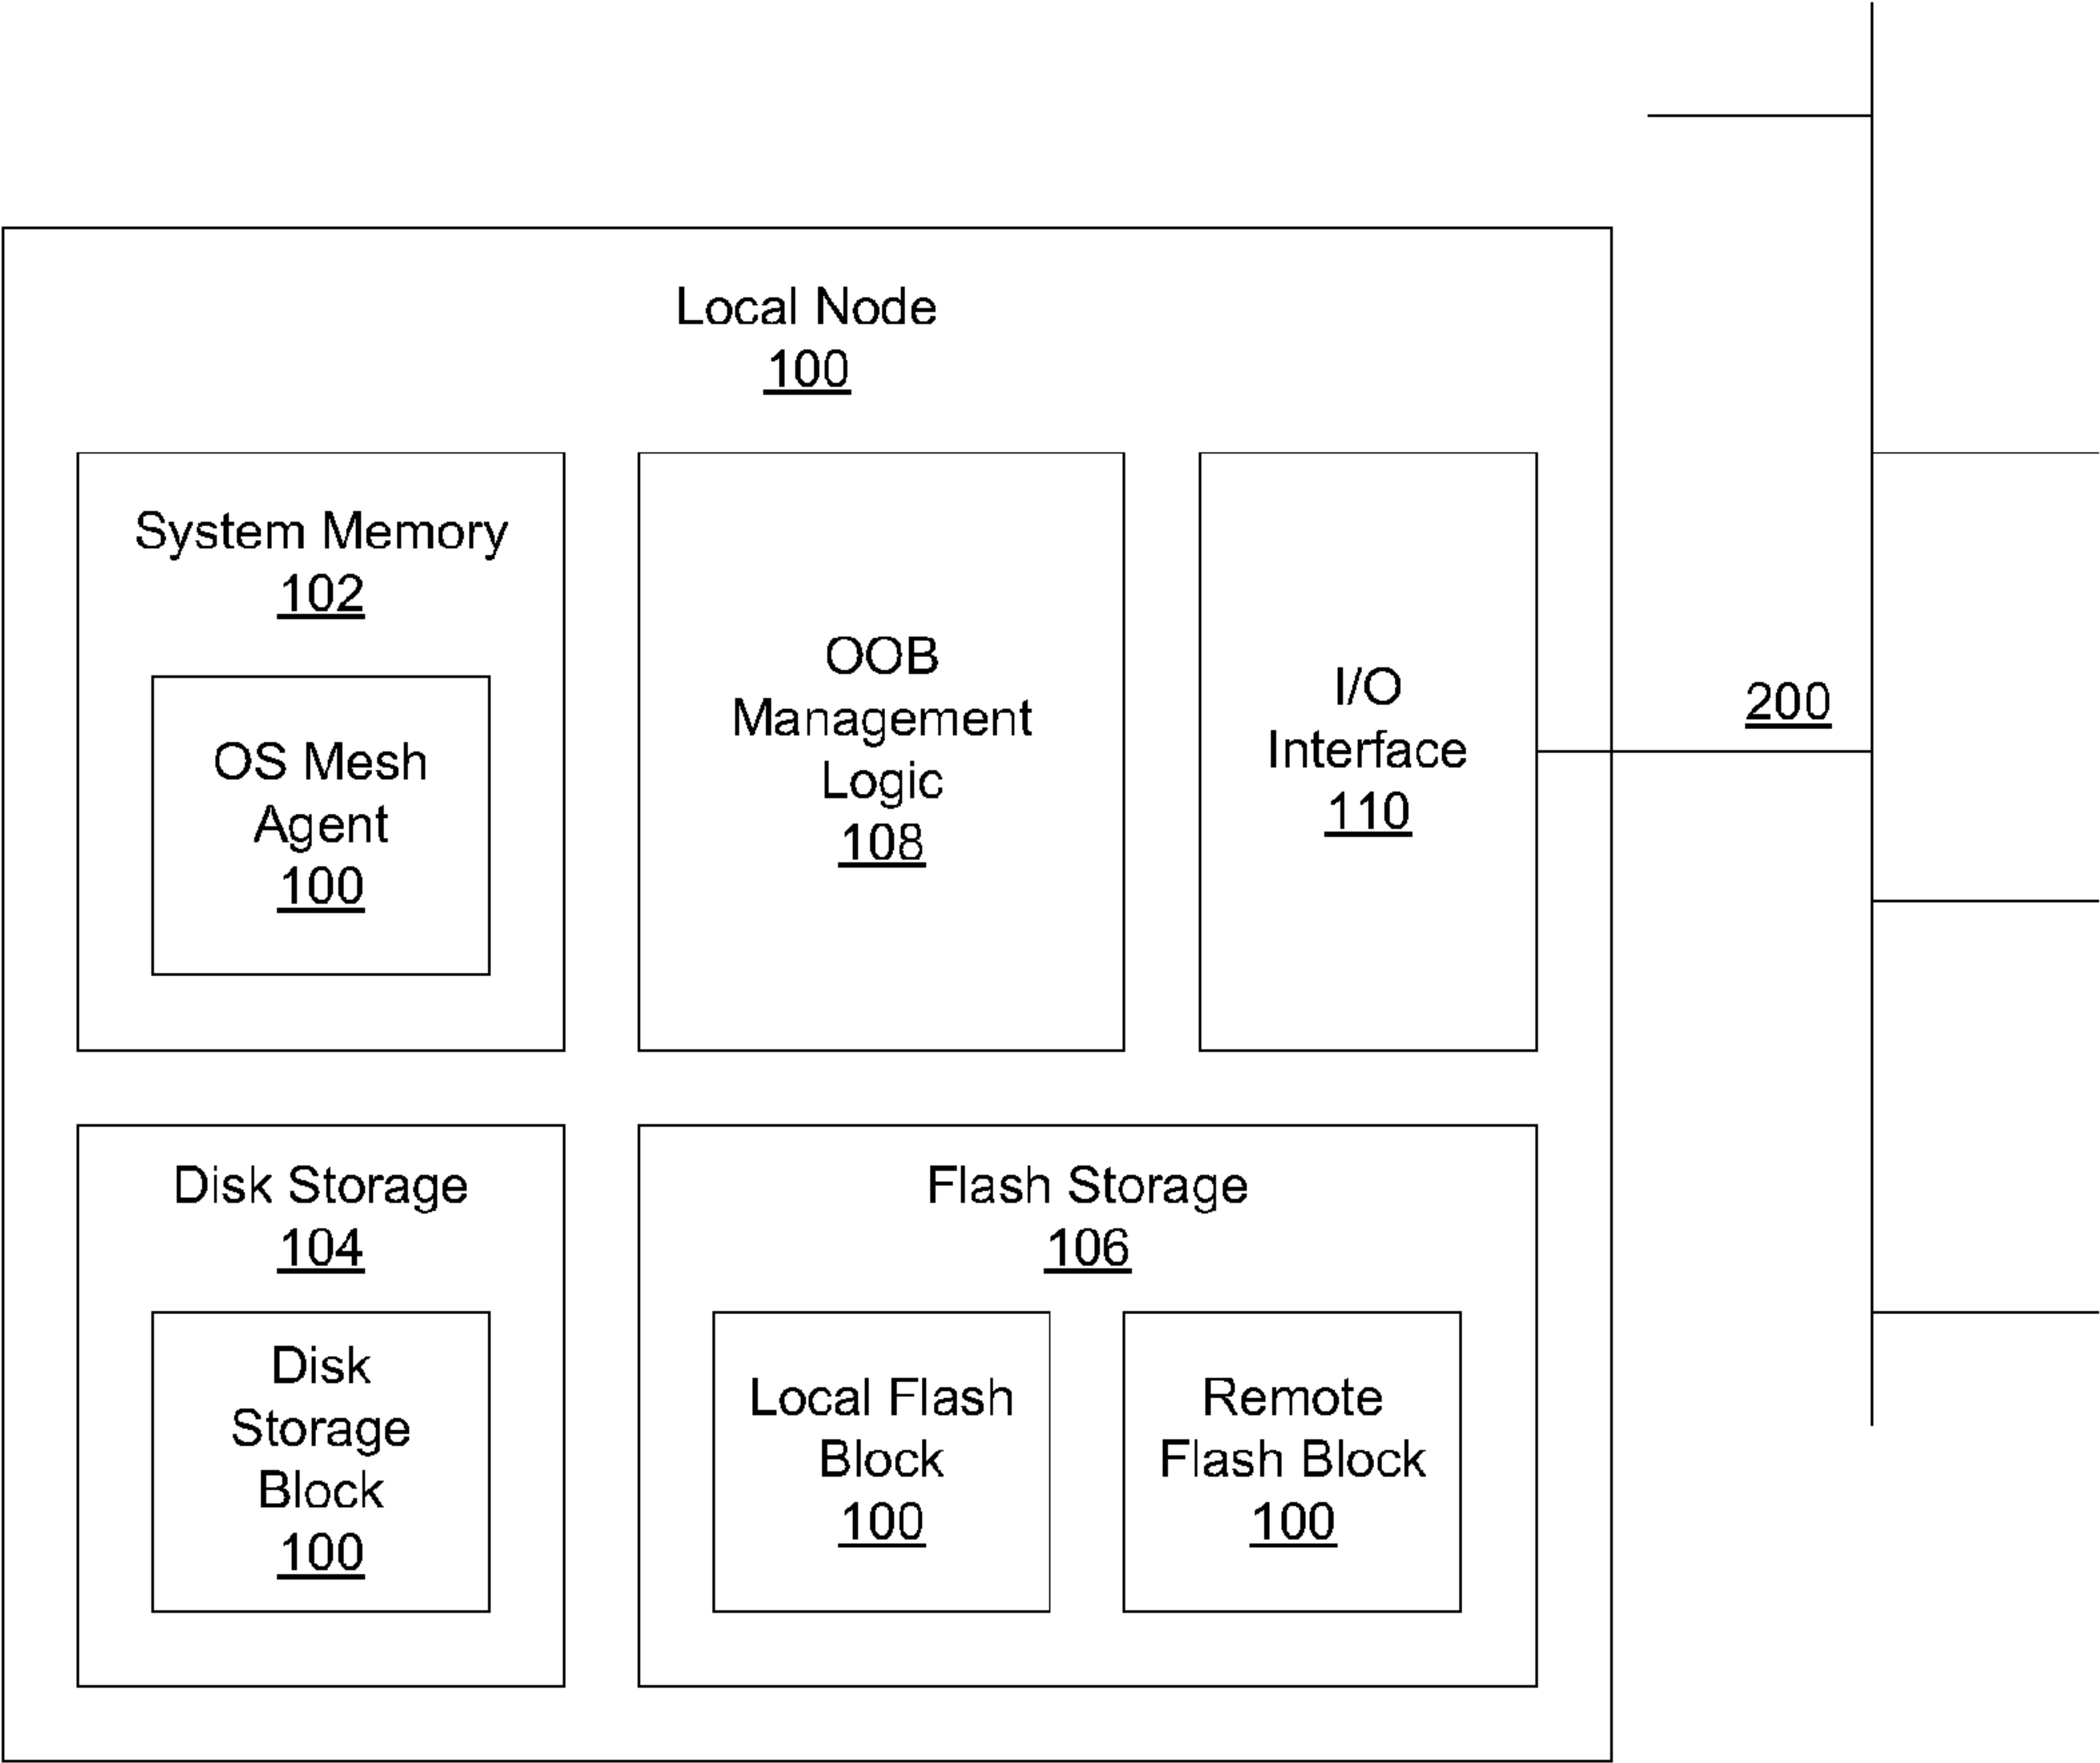 Local Node
100
System Memory
102
OS Mesh
Agent
100
OOB
Management
Logic
108
I/O
Interface
110
200
Disk Storage
104
Disk
Storage
Block
100
Flash Storage
106
Local Flash
Block
100
Remote
Flash Block
100